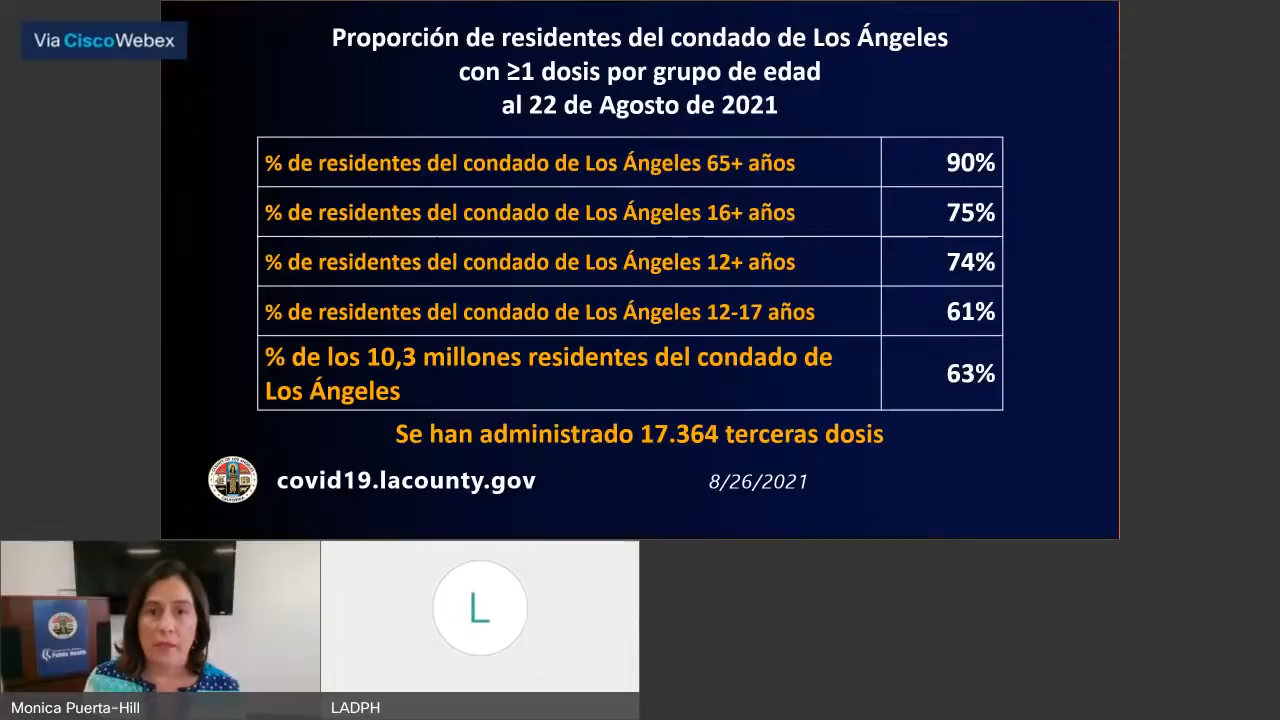 Via CiscoWebex
Proporción de residentes del condado de Los Ángeles
con ≥1 dosis por grupo de edad
al 22 de Agosto de 2021
% de residentes del condado de Los Ángeles 65+ años 90%
% de residentes del condado de Los Ángeles 16+ años 75%
% de residentes del condado de Los Ángeles 12+ años 74%
% de residentes del condado de Los Ángeles 12-17 años 61%
% de los 10,3 millones residentes del condado de
Los Ángeles 63%
Se han administrado 17.364 terceras dosis
covid19.lacounty.gov 8/26/2021
L
Public Health
Monica Puerta-Hill LADPH